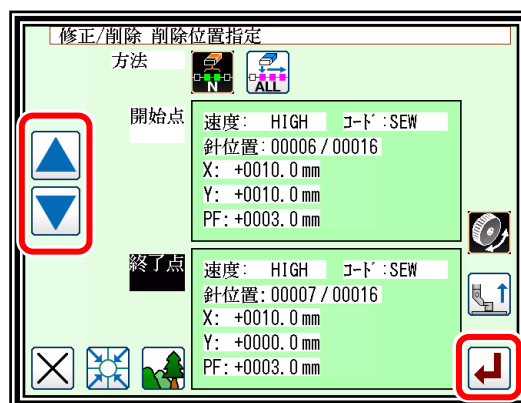 修正/削除 削除位置指定
方法
N
ALL
開始点
速度: HIGH コード:SEW
針位置:00006/00016
X: +0010.0mm
Y: +0010.0mm
PF:+0003.0mm
終了点
速度: HIGH コード:SEW
針位置:00007/00016
X: +0010.0mm
Y: +0000.0mm
PF:+0003.0mm